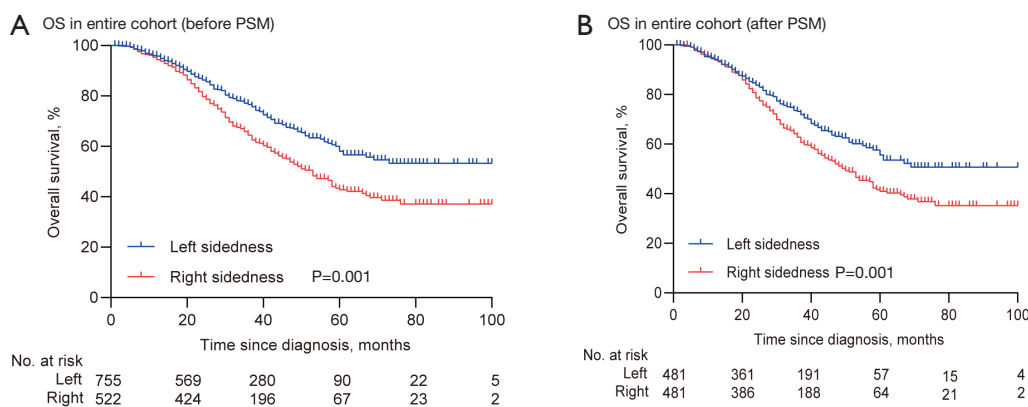 A OS in entire cohort (before PSM)
100
80
60
40
20
0
Overall survival, %
Left sidedness
Right sidedness P=0.001
0 20 40 60 80 100
Time since diagnosis, months
No. at risk
Left 755 569 280 90 22 5
Right 522 424 196 67 23 2
B OS in entire cohort (after PSM)
100
80
60
40
20
0
Overall survival, %
Left sidedness
Right sidedness P=0.001
0 20 40 60 80 100
Time since diagnosis, months
No. at risk
Left 481 361 191 57 15 4
Right 481 386 188 64 21 2